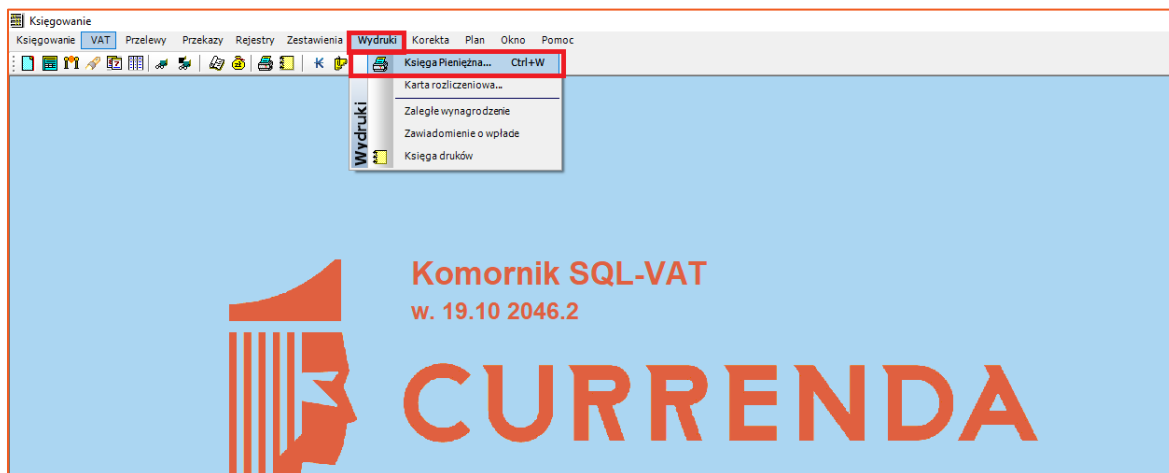 Księgowanie
Księgowanie VAT Przelewy Przekazy Rejestry Zestawienia Wydruki Korekta Plan Okno Pomoc
Księga Pieniężna... Ctrl+W
Karta rozliczeniowa...
Zaległe wynagrodzenie
Zawiadomienie o wpłacie
Księga druków
Wydruki
Komornik SQL-VAT
w. 19.10 2046.2
CURRENDA